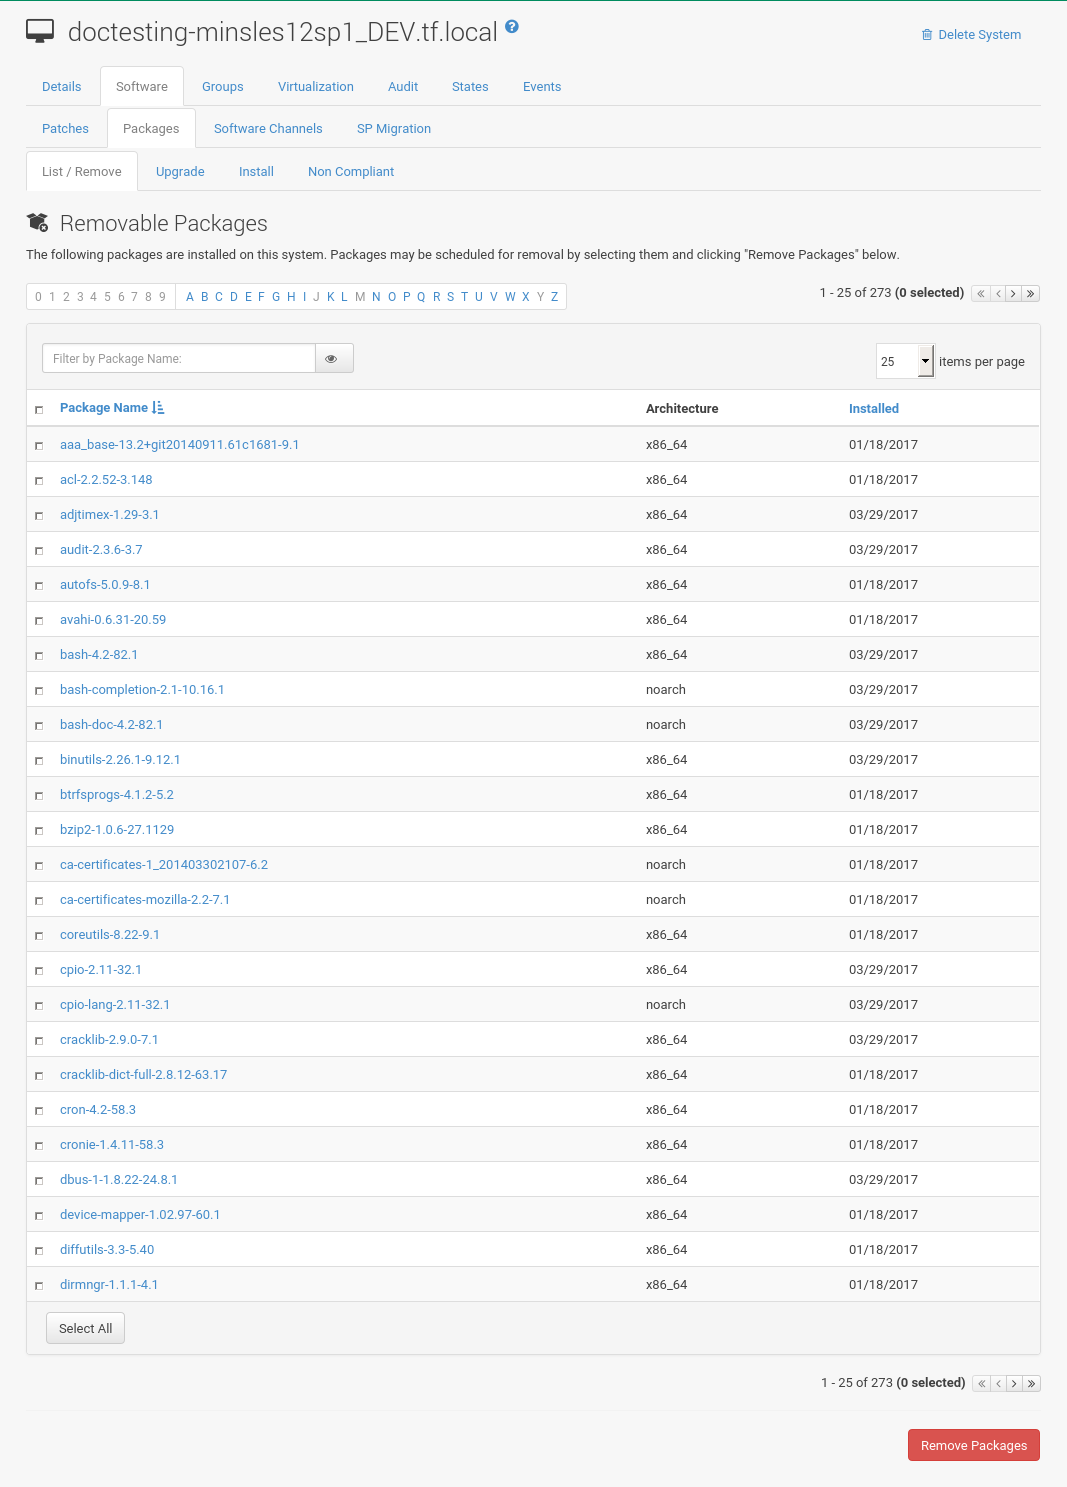 doctesting-minsles12sp1_DEV.tf.local ?
Delete System
Details Software Groups Virtualization Audit States Events
Patches Packages Software Channels SP Migration
List / Remove Upgrade Install Non Compliant
Removable Packages
The following packages are installed on this system. Packages may be scheduled for removal by selecting them and clicking "Remove Packages" below.
0 1 2 3 4 5 6 7 8 9 A B C D E F G H I J K L M N O P Q R S T U V W X Y Z
1 - 25 of 273 (0 selected)
Filter by Package Name:
25 items per page
Package Name Architecture Installed
aaa_base-13.2+git20140911.61c1681-9.1 x86_64 01/18/2017
acl-2.2.52-3.148 x86_64 01/18/2017
adjtimex-1.29-3.1 x86_64 03/29/2017
audit-2.3.6-3.7 x86_64 03/29/2017
autofs-5.0.9-8.1 x86_64 01/18/2017
avahi-0.6.31-20.59 x86_64 01/18/2017
bash-4.2-82.1 x86_64 03/29/2017
bash-completion-2.1-10.16.1 noarch 03/29/2017
bash-doc-4.2-82.1 noarch 03/29/2017
binutils-2.26.1-9.12.1 x86_64 03/29/2017
btrfsprogs-4.1.2-5.2 x86_64 01/18/2017
bzip2-1.0.6-27.1129 x86_64 01/18/2017
ca-certificates-1_201403302107-6.2 noarch 01/18/2017
ca-certificates-mozilla-2.2-7.1 noarch 01/18/2017
coreutils-8.22-9.1 x86_64 01/18/2017
cpio-2.11-32.1 x86_64 03/29/2017
cpio-lang-2.11-32.1 noarch 03/29/2017
cracklib-2.9.0-7.1 x86_64 03/29/2017
cracklib-dict-full-2.8.12-63.17 x86_64 01/18/2017
cron-4.2-58.3 x86_64 01/18/2017
cronie-1.4.11-58.3 x86_64 01/18/2017
dbus-1-1.8.22-24.8.1 x86_64 03/29/2017
device-mapper-1.02.97-60.1 x86_64 01/18/2017
diffutils-3.3-5.40 x86_64 01/18/2017
dirmngr-1.1.1-4.1 x86_64 01/18/2017
Select All
1 - 25 of 273 (0 selected)
Remove Packages